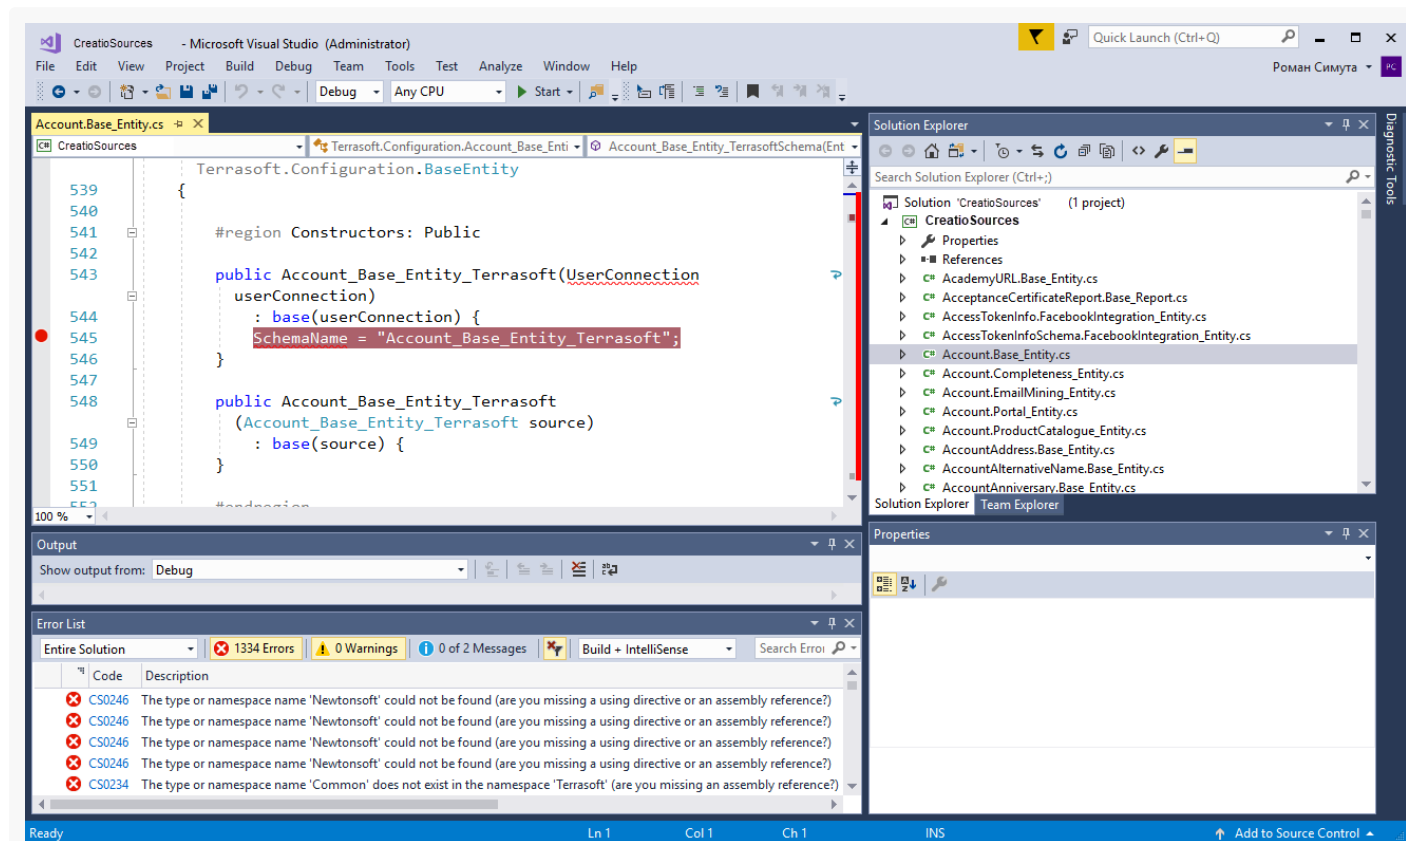 CreatioSources - Microsoft Visual Studio (Administrator)
Quick Launch (Ctrl+Q)
File Edit View Project Build Debug Team Tools Test Analyze Window Help
Роман Симута
PC
Debug Any CPU Start
Account.Base_Entity.cs
CreatioSources
Terrasoft.Configuration.Account_Base_Enti
Account_Base_Entity_TerrasoftSchema(Ent
Terrasoft.Configuration.BaseEntity
539 {
540
541 #region Constructors: Public
542
543 public Account_Base_Entity_Terrasoft(UserConnection
userConnection)
544 : base(userConnection) {
545 SchemaName = "Account_Base_Entity_Terrasoft";
546 }
547
548 public Account_Base_Entity_Terrasoft
(Account_Base_Entity_Terrasoft source)
549 : base(source) {
550 }
551
552 #endregion
100 %
Solution Explorer
Search Solution Explorer (Ctrl+;)
Solution 'CreatioSources' (1 project)
C# CreatioSources
Properties
References
C# AcademyURL.Base_Entity.cs
C# AcceptanceCertificateReport.Base_Report.cs
C# AccessTokenInfo.FacebookIntegration_Entity.cs
C# AccessTokenInfoSchema.FacebookIntegration_Entity.cs
C# Account.Base_Entity.cs
C# Account.Completeness_Entity.cs
C# Account.EmailMining_Entity.cs
C# Account.Portal_Entity.cs
C# Account.ProductCatalogue_Entity.cs
C# AccountAddress.Base_Entity.cs
C# AccountAlternativeName.Base_Entity.cs
C# AccountAnniversary.Base_Entity.cs
Solution Explorer Team Explorer
Diagnostic Tools
Output
Show output from: Debug
Properties
Error List
Entire Solution 1334 Errors 0 Warnings 0 of 2 Messages Build + IntelliSense Search Error
Code Description
CS0246 The type or namespace name 'Newtonsoft' could not be found (are you missing a using directive or an assembly reference?)
CS0246 The type or namespace name 'Newtonsoft' could not be found (are you missing a using directive or an assembly reference?)
CS0246 The type or namespace name 'Newtonsoft' could not be found (are you missing a using directive or an assembly reference?)
CS0246 The type or namespace name 'Newtonsoft' could not be found (are you missing a using directive or an assembly reference?)
CS0234 The type or namespace name 'Common' does not exist in the namespace 'Terrasoft' (are you missing an assembly reference?)
Ready Ln 1 Col 1 Ch 1 INS Add to Source Control